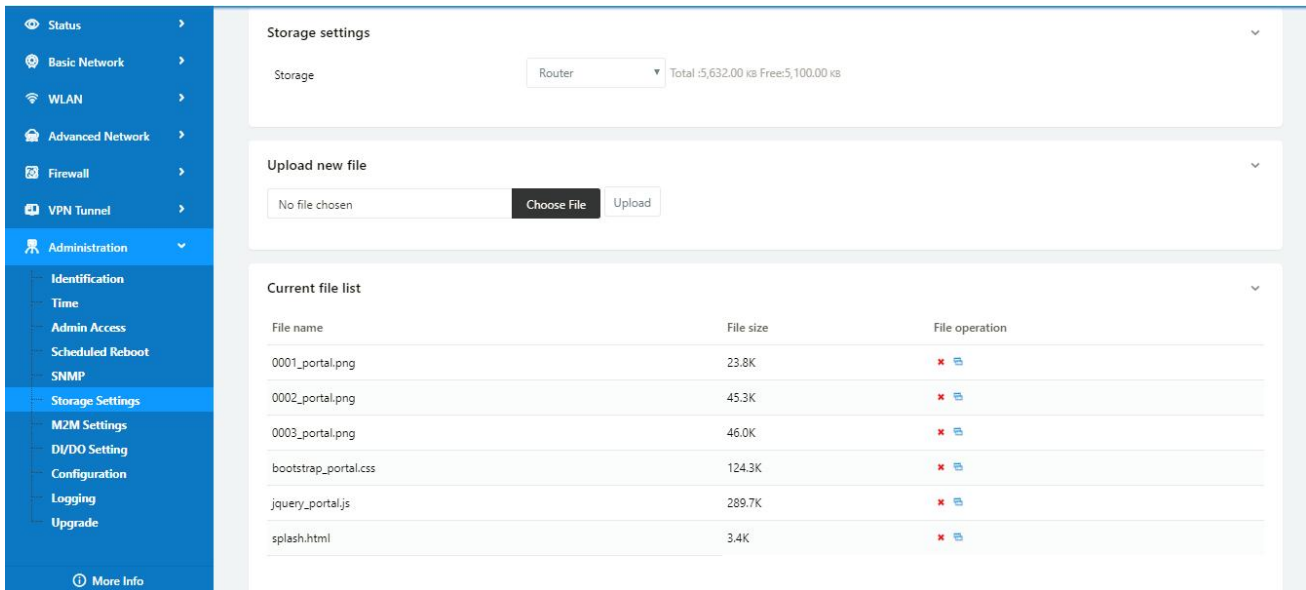 Status
Basic Network
WLAN
Advanced Network
Firewall
VPN Tunnel
Administration
Identification
Time
Admin Access
Scheduled Reboot
SNMP
Storage Settings
M2M Settings
DI/DO Setting
Configuration
Logging
Upgrade
More Info
Storage settings
Storage Router Total :5,632.00 KB Free:5,100.00 KB
Upload new file
No file chosen Choose File Upload
Current file list
File name File size File operation
0001_portal.png 23.8K
0002_portal.png 45.3K
0003_portal.png 46.0K
bootstrap_portal.css 124.3K
jquery_portal.js 289.7K
splash.html 3.4K